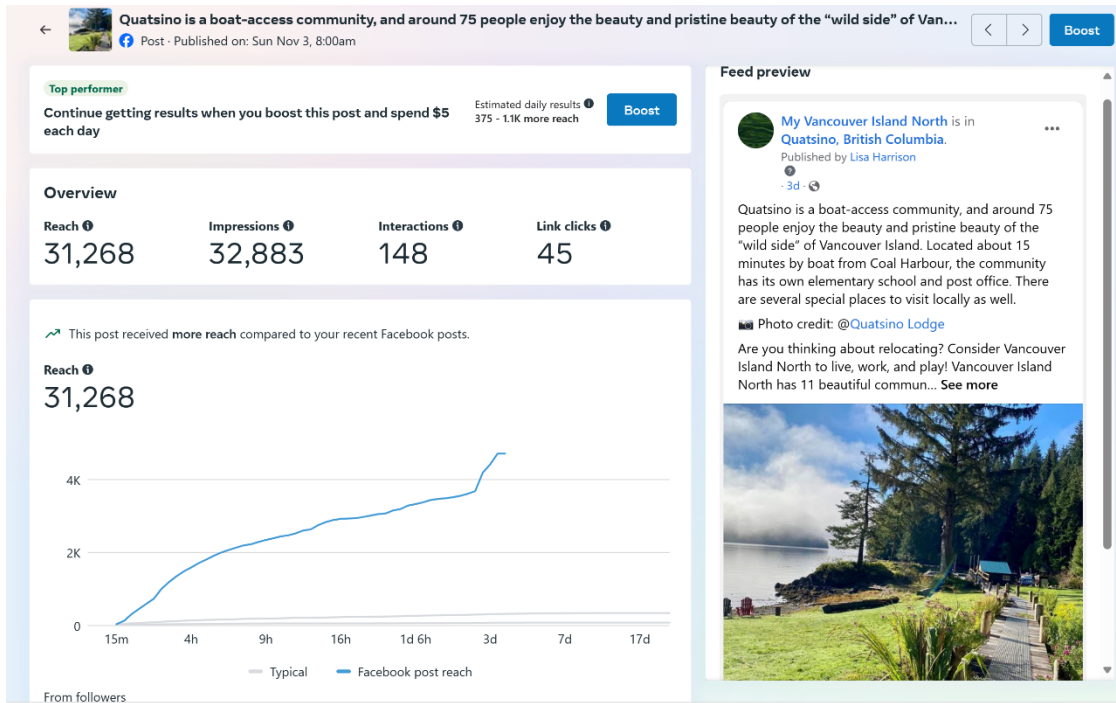 Quatsino is a boat-access community, and around 75 people enjoy the beauty and pristine beauty of the “wild side” of Van...
Post · Published on: Sun Nov 3, 8:00am
Boost
Top performer
Continue getting results when you boost this post and spend $5
each day
Estimated daily results
375 - 1.1K more reach
Boost
Overview
Reach
31,268
Impressions
32,883
Interactions
148
Link clicks
45
This post received more reach compared to your recent Facebook posts.
Reach
31,268
4K
2K
0
15m 4h 9h 16h 1d 6h 3d 7d 17d
Typical Facebook post reach
From followers
Feed preview
My Vancouver Island North is in
Quatsino, British Columbia.
Published by Lisa Harrison
· 3d ·
Quatsino is a boat-access community, and around 75
people enjoy the beauty and pristine beauty of the
“wild side” of Vancouver Island. Located about 15
minutes by boat from Coal Harbour, the community
has its own elementary school and post office. There
are several special places to visit locally as well.
📷 Photo credit: @Quatsino Lodge
Are you thinking about relocating? Consider Vancouver
Island North to live, work, and play! Vancouver Island
North has 11 beautiful commun... See more